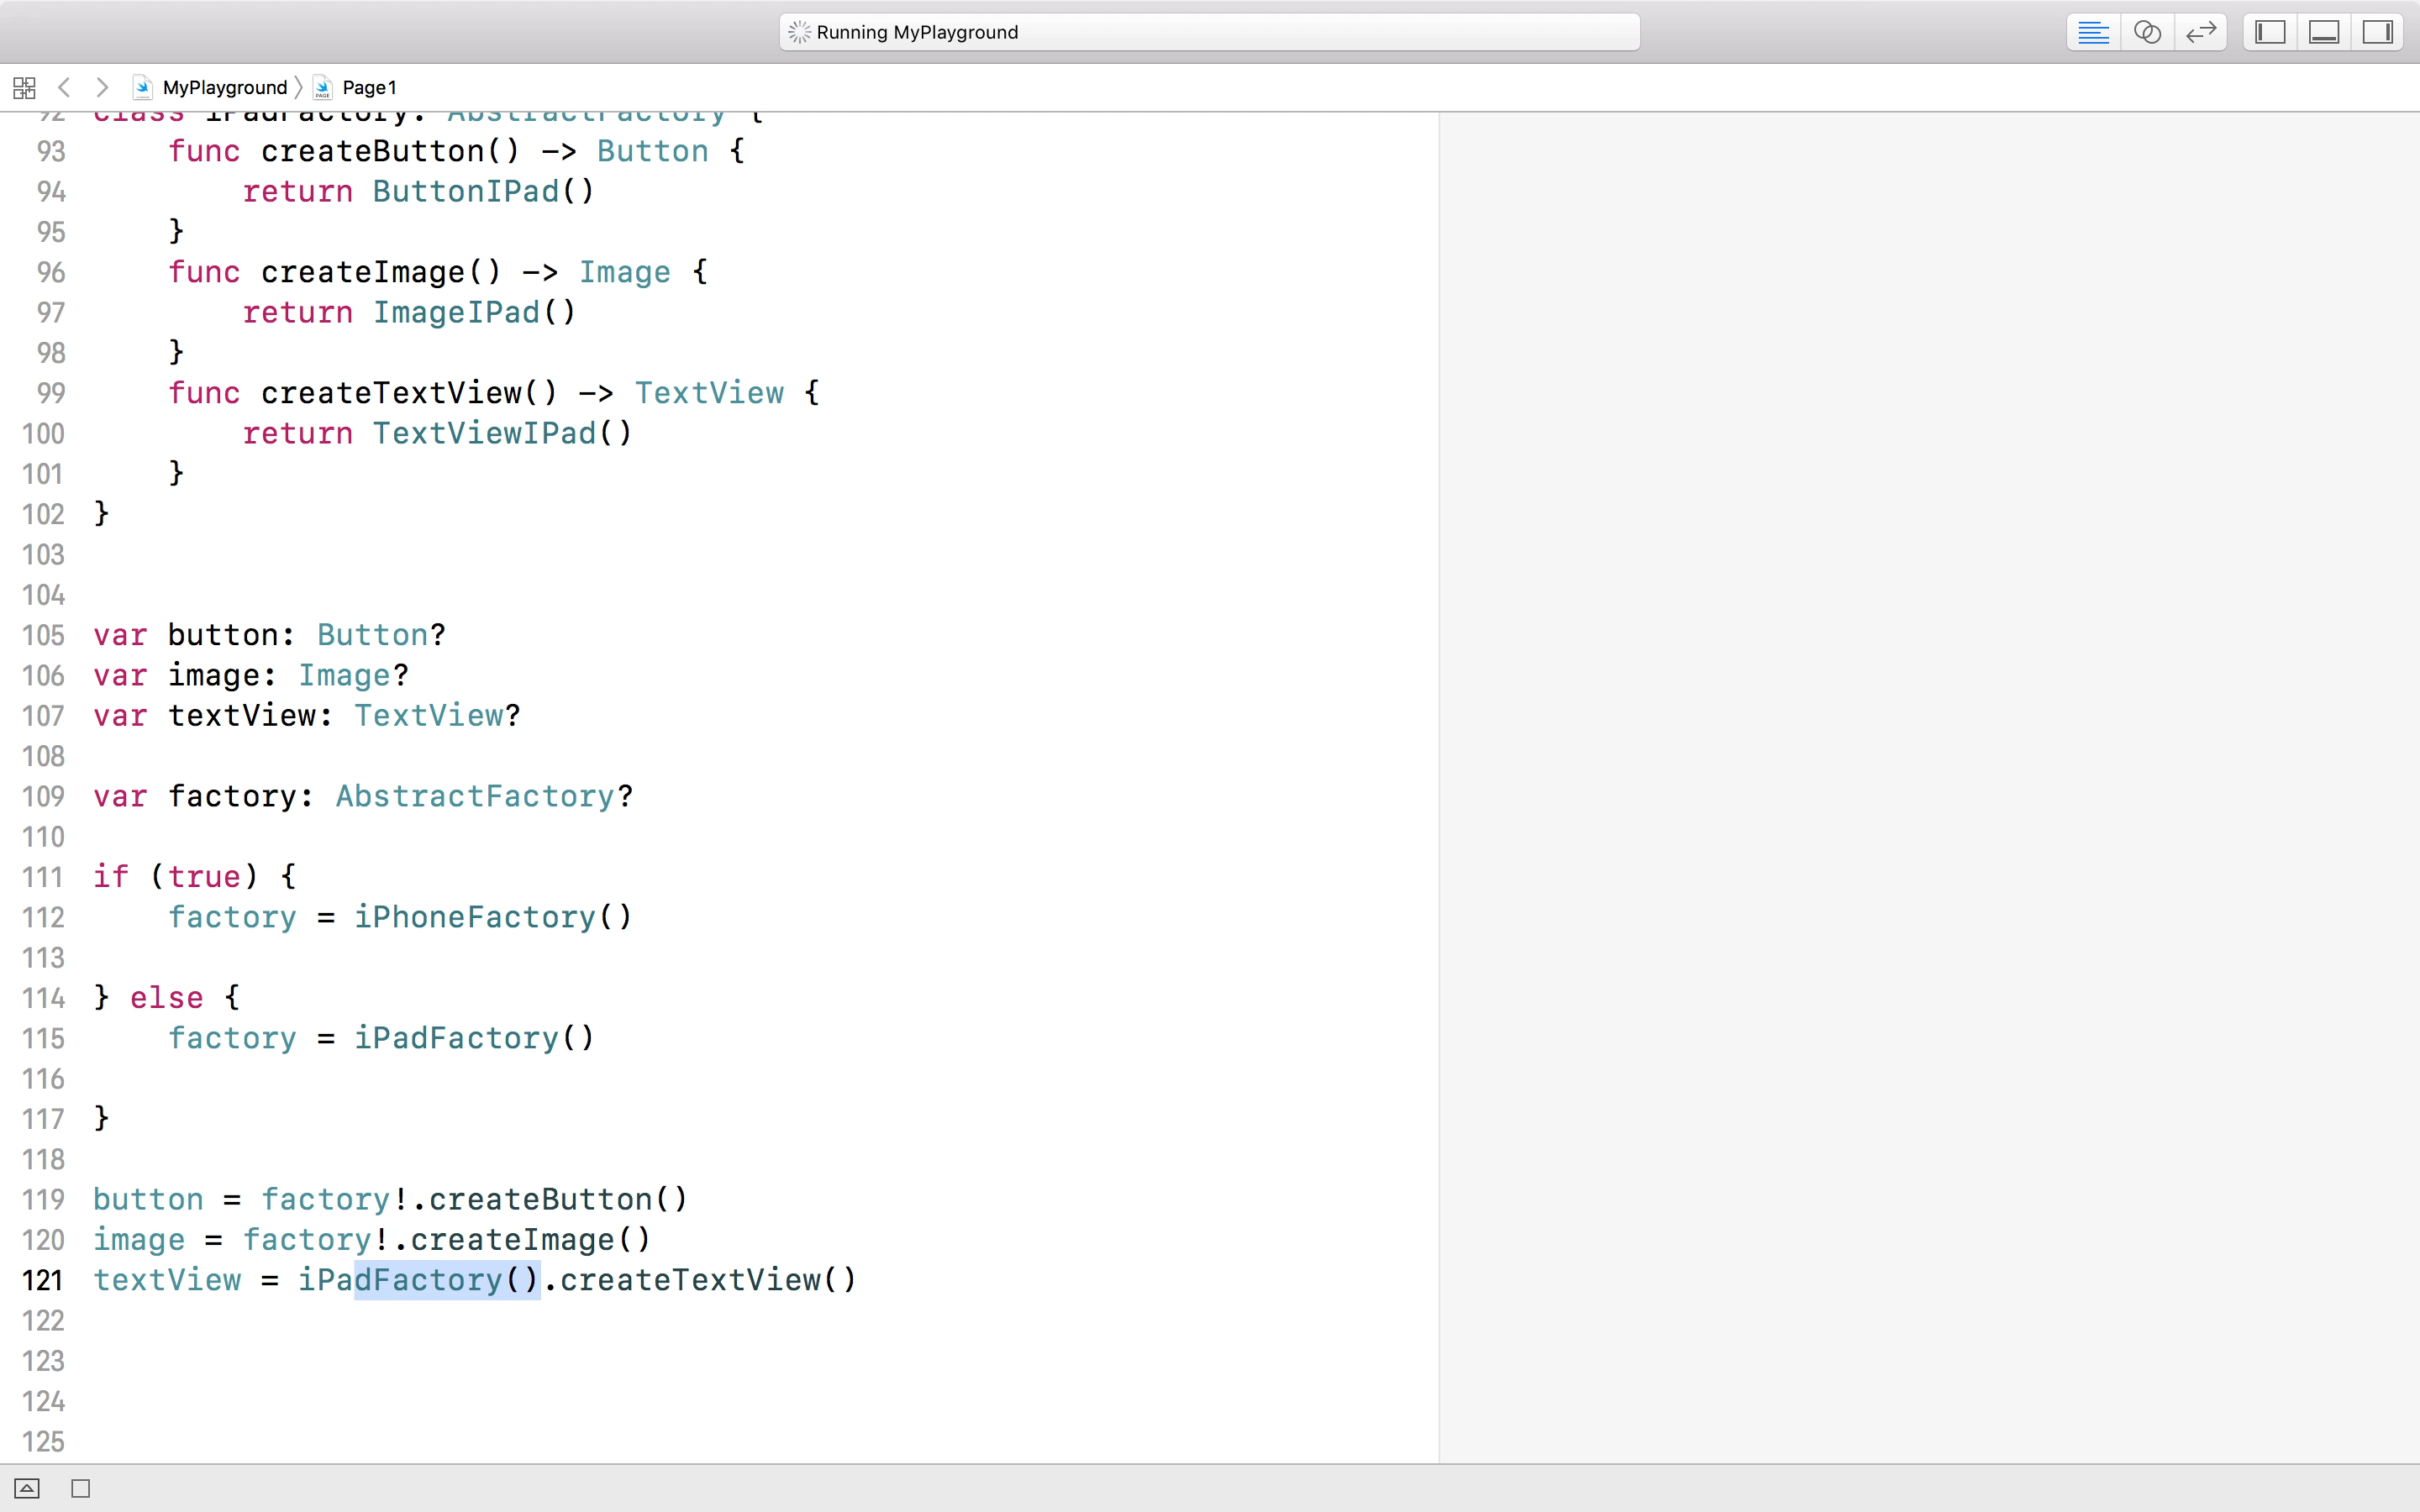 Running MyPlayground
MyPlayground Page1
92 class iPadFactory: AbstractFactory {
93 func createButton() -> Button {
94 return ButtonIPad()
95 }
96 func createImage() -> Image {
97 return ImageIPad()
98 }
99 func createTextView() -> TextView {
100 return TextViewIPad()
101 }
102 }
103
104
105 var button: Button?
106 var image: Image?
107 var textView: TextView?
108
109 var factory: AbstractFactory?
110
111 if (true) {
112 factory = iPhoneFactory()
113
114 } else {
115 factory = iPadFactory()
116
117 }
118
119 button = factory!.createButton()
120 image = factory!.createImage()
121 textView = iPadFactory().createTextView()
122
123
124
125